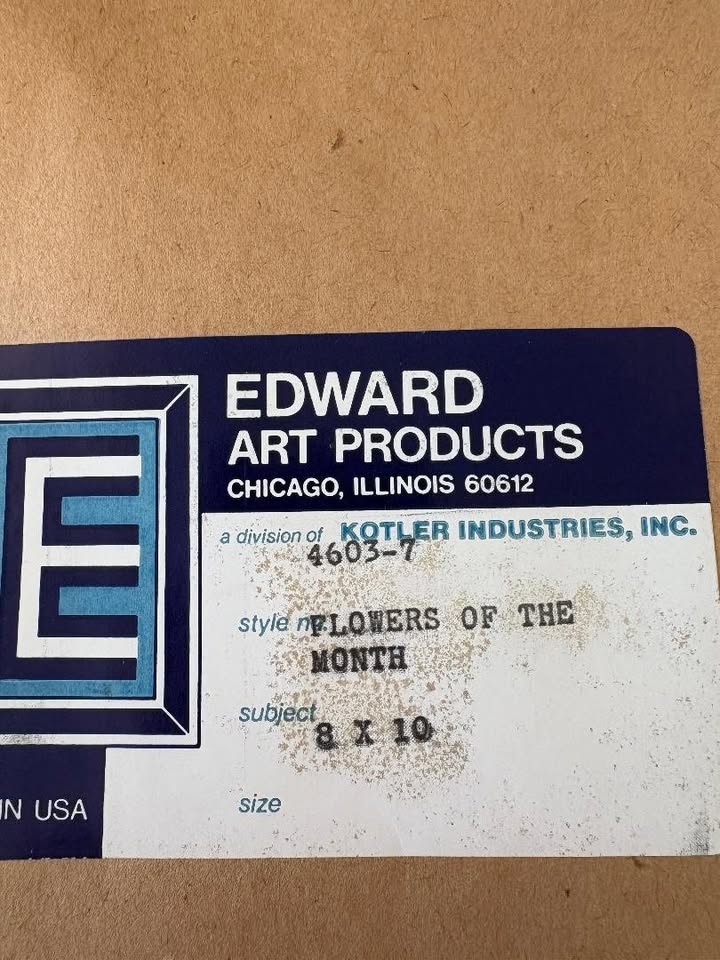 E
EDWARD
ART PRODUCTS
CHICAGO, ILLINOIS 60612
a division of KOTLER INDUSTRIES, INC.
4603-7
style no. FLOWERS OF THE
MONTH
subject
8 X 10
size
IN USA